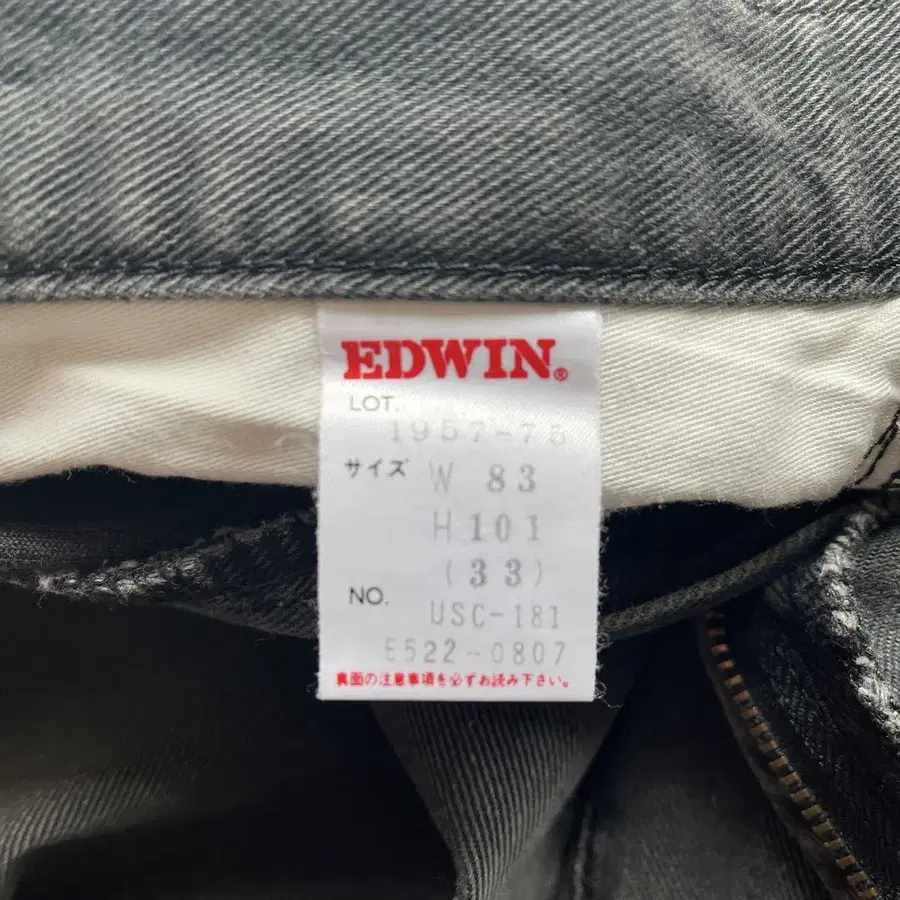 EDWIN®
LOT.
1957-75
サイズ W 83
H 101
(33)
NO. USC-181
E522-0807
裏面の注意事項を必ずお読み下さい。